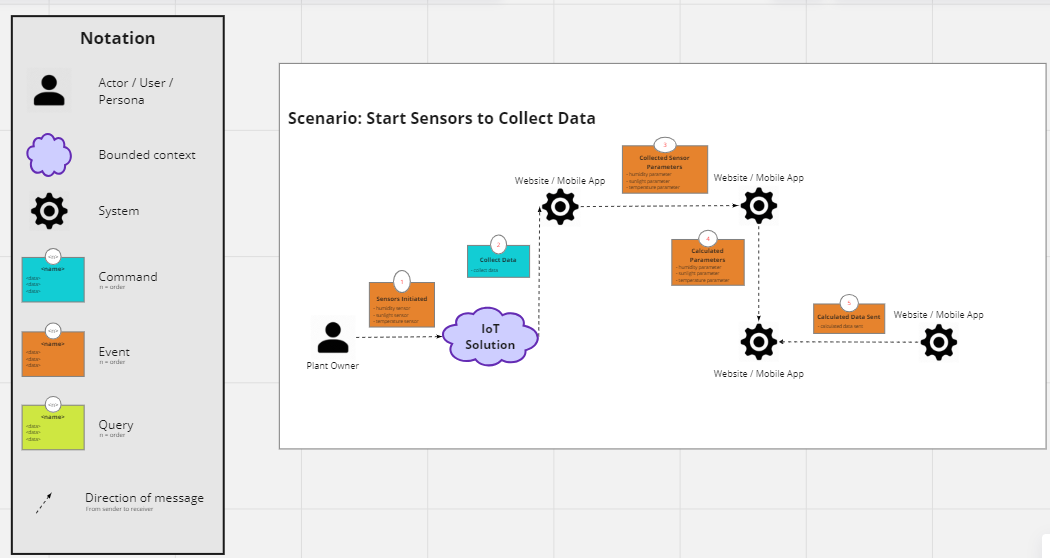 Notation
Actor / User /
Persona
Bounded context
System
<n>
<name>
<data>
<data>
<data>
Command
n = order
<n>
<name>
<data>
<data>
<data>
Event
n = order
<n>
<name>
<data>
<data>
<data>
Query
n = order
Direction of message
From sender to receiver
Scenario: Start Sensors to Collect Data
Plant Owner
1
Sensors Initiated
- humidity sensor
- sunlight sensor
- temperature sensor
IoT
Solution
2
Collect Data
- collect data
Website / Mobile App
3
Collected Sensor
Parameters
- humidity parameter
- sunlight parameter
- temperature parameter
Website / Mobile App
4
Calculated
Parameters
- humidity parameter
- sunlight parameter
- temperature parameter
Website / Mobile App
5
Calculated Data Sent
- calculated data sent
Website / Mobile App